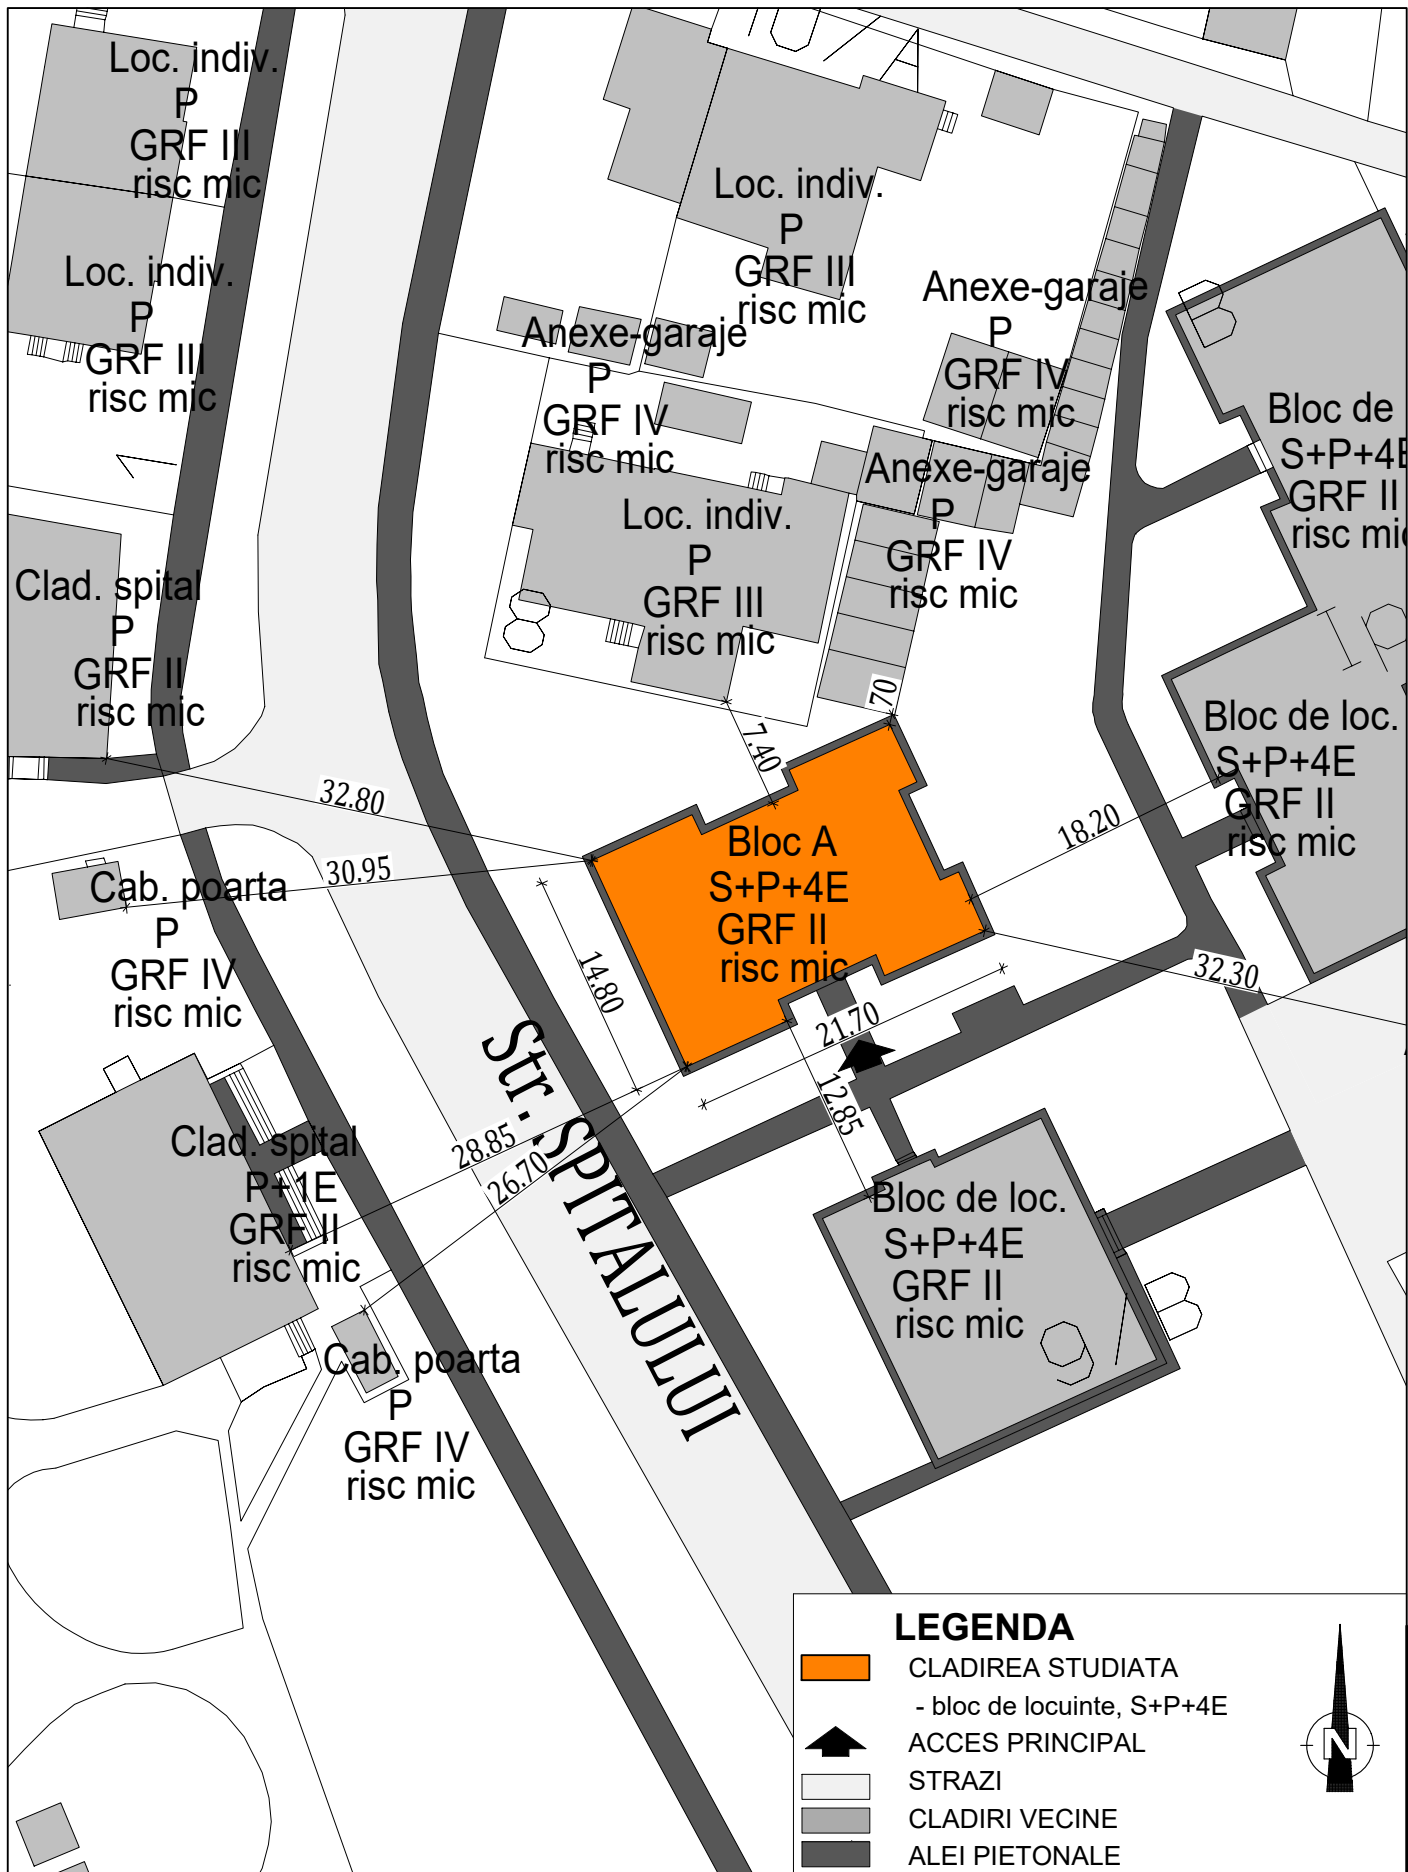 Loc. indiv.
P
GRF III
risc mic
Loc. indiv.
P
GRF III
risc mic
Loc. indiv.
P
GRF III
risc mic
Anexe-garaje
P
GRF IV
risc mic
Anexe-garaje
P
GRF IV
risc mic
Bloc de
S+P+4E
GRF II
risc mic
Anexe-garaje
P
GRF IV
risc mic
Loc. indiv.
P
GRF III
risc mic
Clad. spital
P
GRF II
risc mic
70
7.40
Bloc de loc.
S+P+4E
GRF II
risc mic
32.80
18.20
30.95
Bloc A
S+P+4E
GRF II
risc mic
Cab. poarta
P
GRF IV
risc mic
14.80
32.30
21.70
12.85
Str. SPITALULUI
28.85
26.70
Clad. spital
P+1E
GRF II
risc mic
Bloc de loc.
S+P+4E
GRF II
risc mic
Cab. poarta
P
GRF IV
risc mic
LEGENDA
CLADIREA STUDIATA
- bloc de locuinte, S+P+4E
ACCES PRINCIPAL
STRAZI
CLADIRI VECINE
ALEI PIETONALE
N